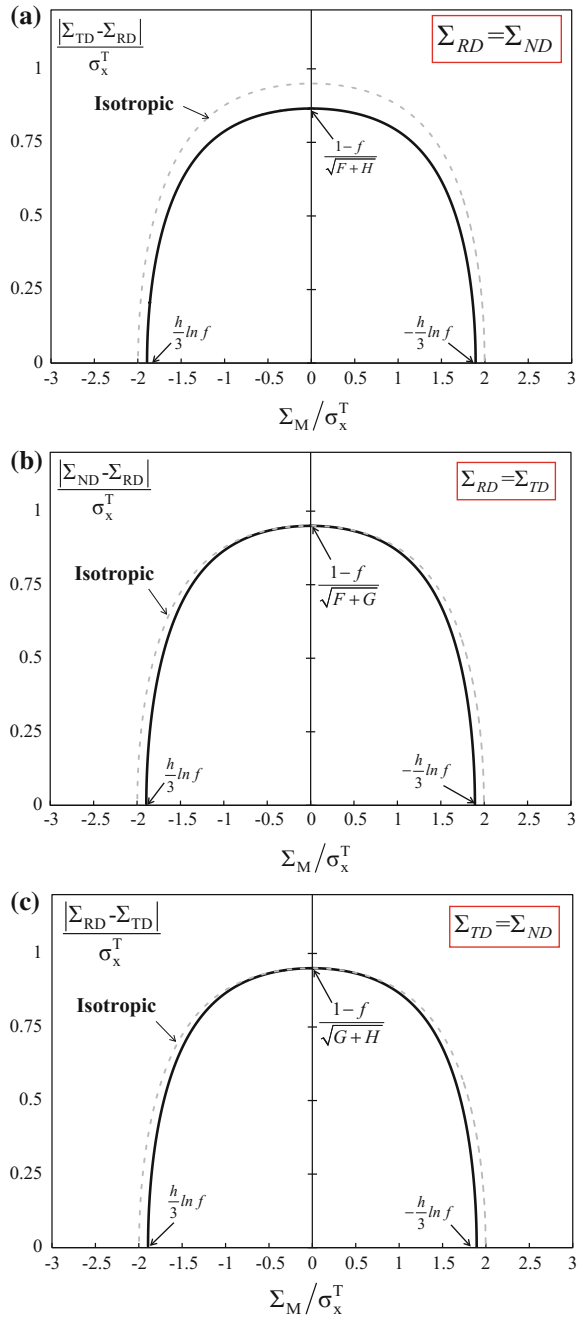 (a)
|Σ_TD - Σ_RD| / σ_x^T
Σ_RD = Σ_ND
1
Isotropic
0.75
1−f / √F+H
0.5
0.25
h/3 ln f
−h/3 ln f
0
-3 -2.5 -2 -1.5 -1 -0.5 0 0.5 1 1.5 2 2.5 3
Σ_M/σ_x^T
(b)
|Σ_ND - Σ_RD| / σ_x^T
Σ_RD = Σ_TD
1
0.75
Isotropic
1−f / √F+G
0.5
0.25
h/3 ln f
−h/3 ln f
0
-3 -2.5 -2 -1.5 -1 -0.5 0 0.5 1 1.5 2 2.5 3
Σ_M/σ_x^T
(c)
|Σ_RD - Σ_TD| / σ_x^T
Σ_TD = Σ_ND
1
Isotropic
0.75
1−f / √G+H
0.5
0.25
h/3 ln f
−h/3 ln f
0
-3 -2.5 -2 -1.5 -1 -0.5 0 0.5 1 1.5 2 2.5 3
Σ_M/σ_x^T